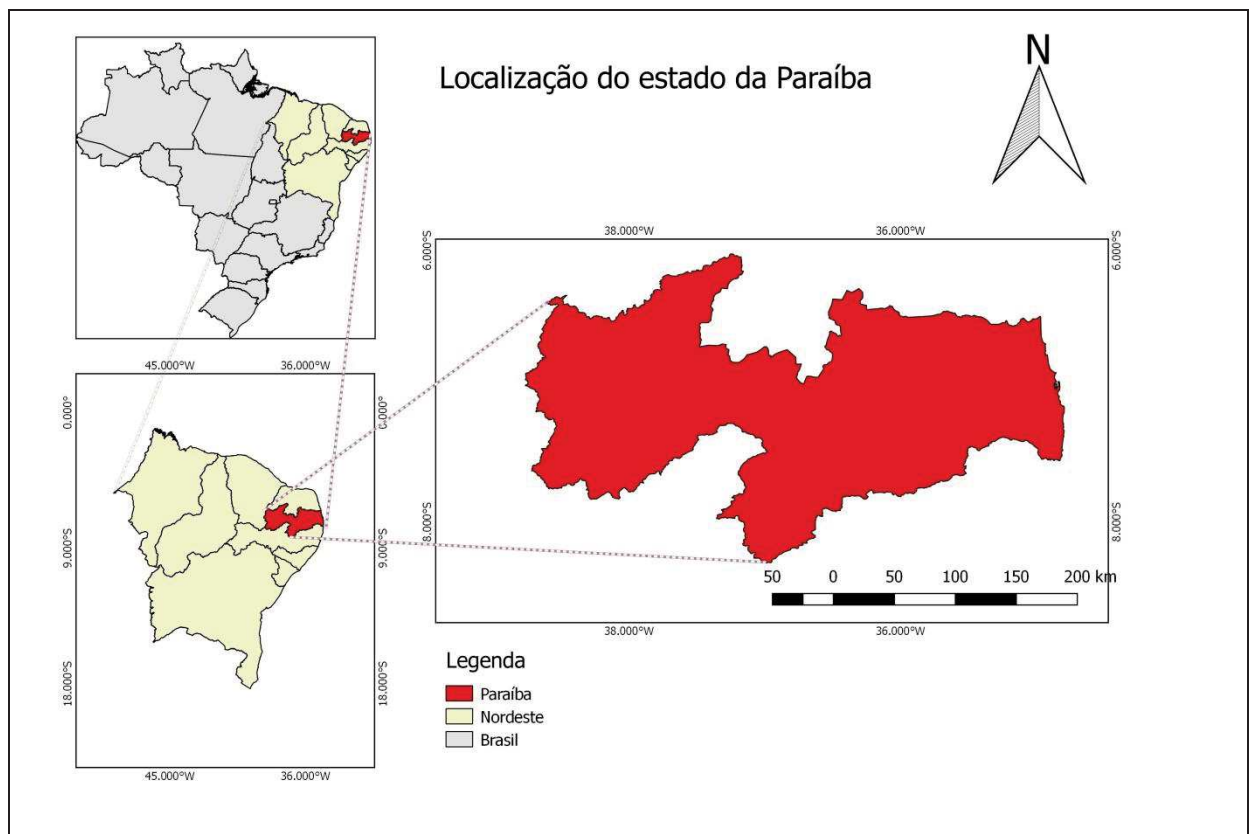 Localização do estado da Paraíba
N
45.000°W 36.000°W
0.000° 0.000°
9.000°S 9.000°S
18.000°S 18.000°S
45.000°W 36.000°W
38.000°W 36.000°W
6.000°S 6.000°S
8.000°S 8.000°S
50 0 50 100 150 200 km
38.000°W 36.000°W
Legenda
Paraíba
Nordeste
Brasil